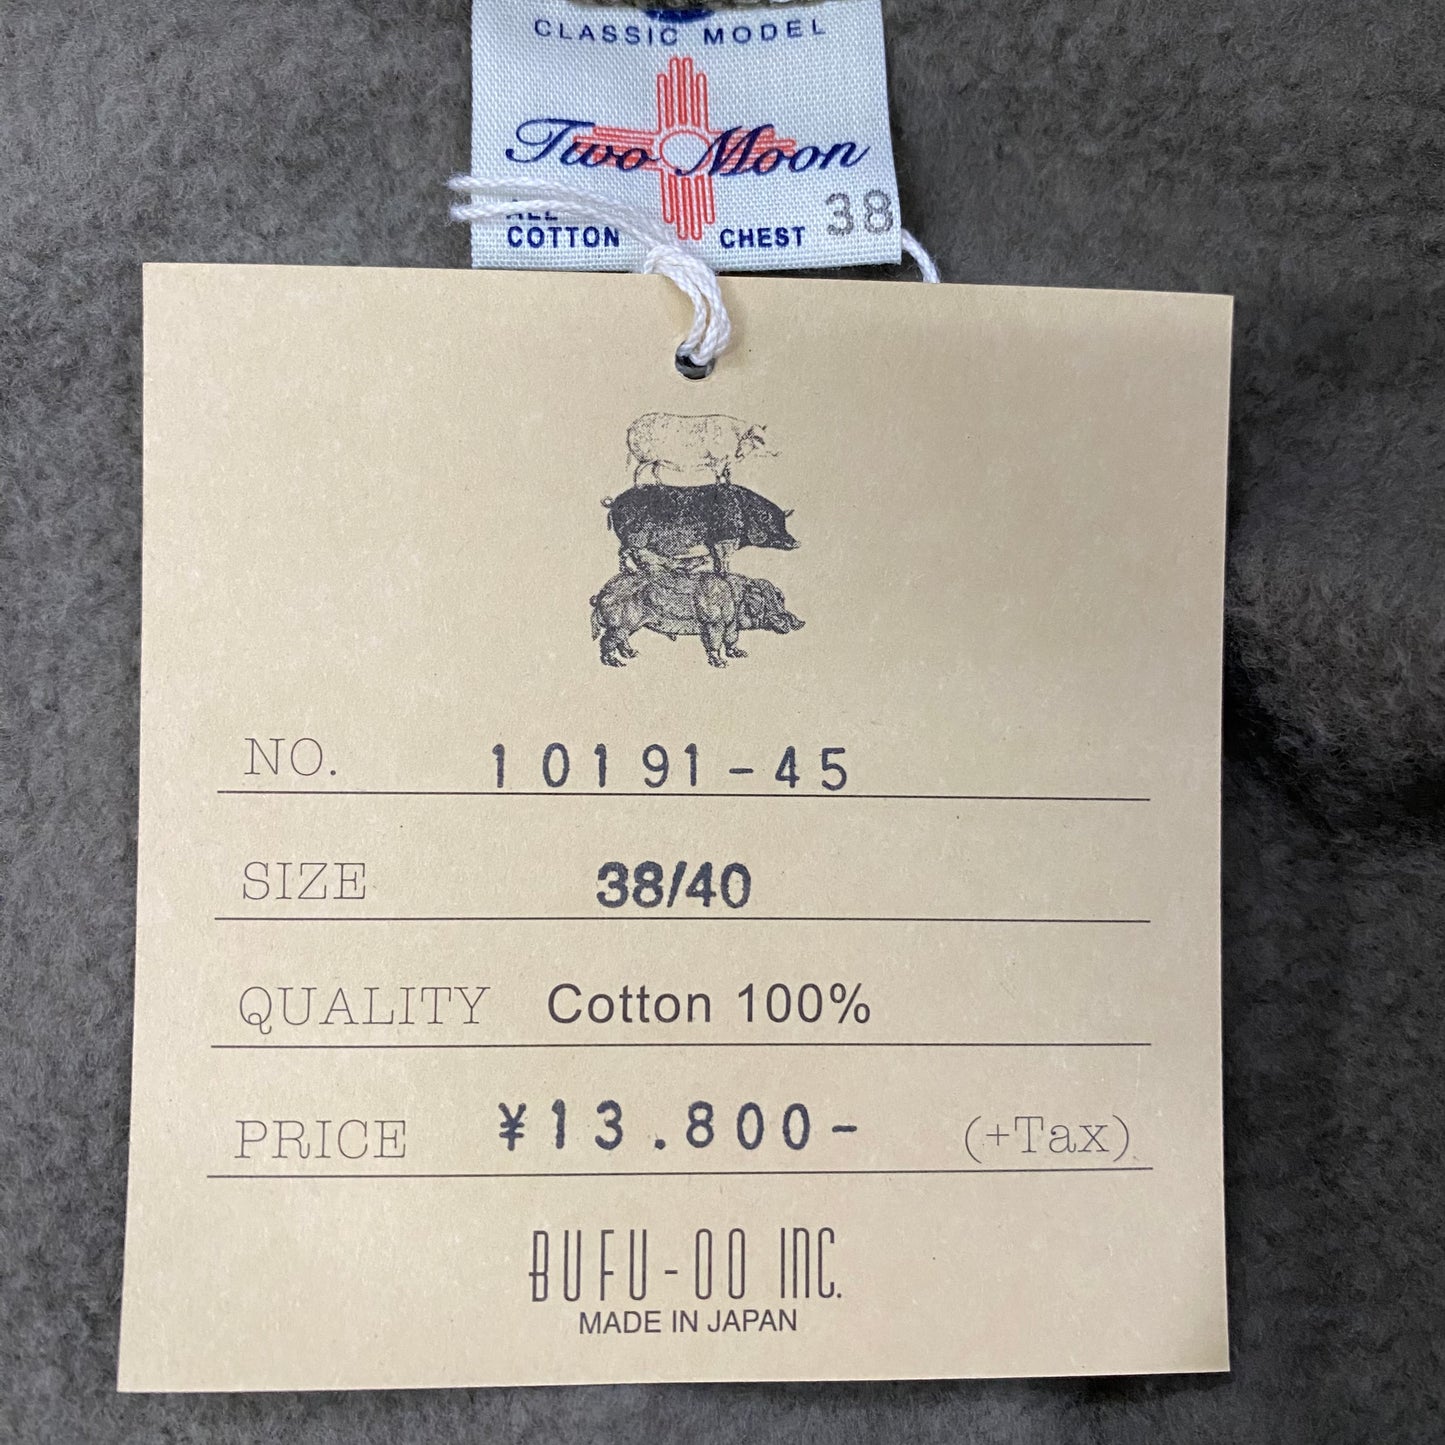 CLASSIC MODEL
Two Moon
ALL
COTTON CHEST 38
NO. 10191-45
SIZE 38/40
QUALITY Cotton 100%
PRICE ¥13.800- (+Tax)
BUFU-OO INC.
MADE IN JAPAN